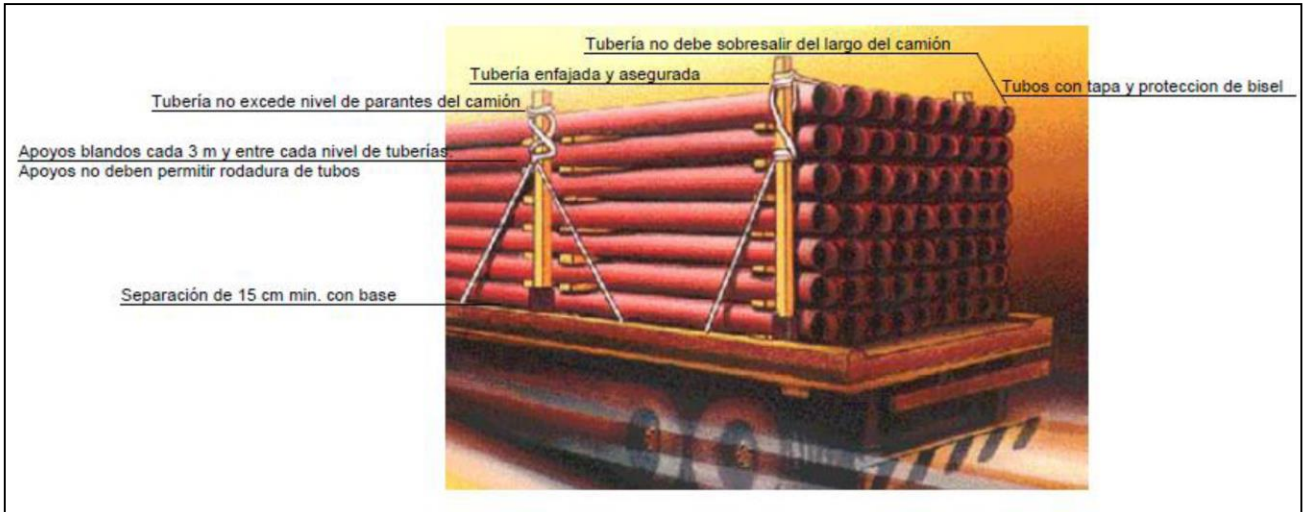 Tubería no debe sobresalir del largo del camión
Tubería enfajada y asegurada
Tubos con tapa y proteccion de bisel
Tubería no excede nivel de parantes del camión
Apoyos blandos cada 3 m y entre cada nivel de tuberías.
Apoyos no deben permitir rodadura de tubos
Separación de 15 cm min. con base